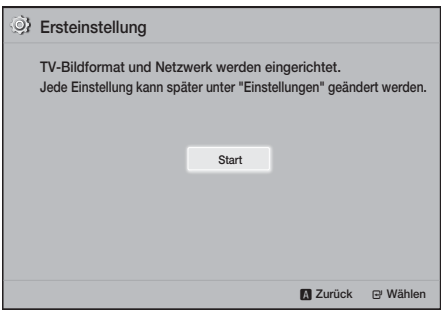 Ersteinstellung
TV-Bildformat und Netzwerk werden eingerichtet.
Jede Einstellung kann später unter "Einstellungen" geändert werden.
Start
A Zurück Wählen